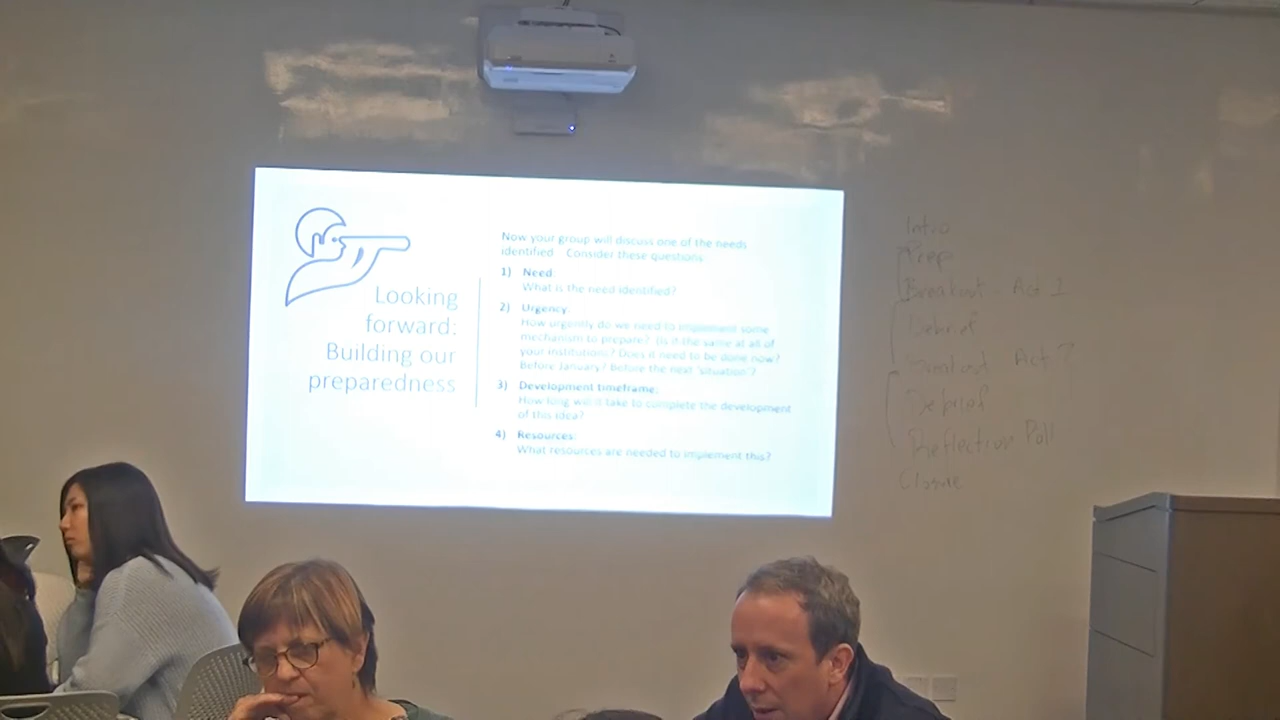 Looking
forward:
Building our
preparedness
Now your group will discuss one of the needs
identified. Consider these questions:
1) Need:
What is the need identified?
2) Urgency:
How urgently do we need to implement some
mechanism to prepare? Is it the same at all of
your institutions? Does it need to be done now?
Before January? Before the next 'situation'?
3) Development timeframe:
How long will it take to complete the development
of this idea?
4) Resources:
What resources are needed to implement this?
Intro
Prep
Breakout Act 1
Debrief
Breakout Act
Debrief
Reflection Poll
Closure